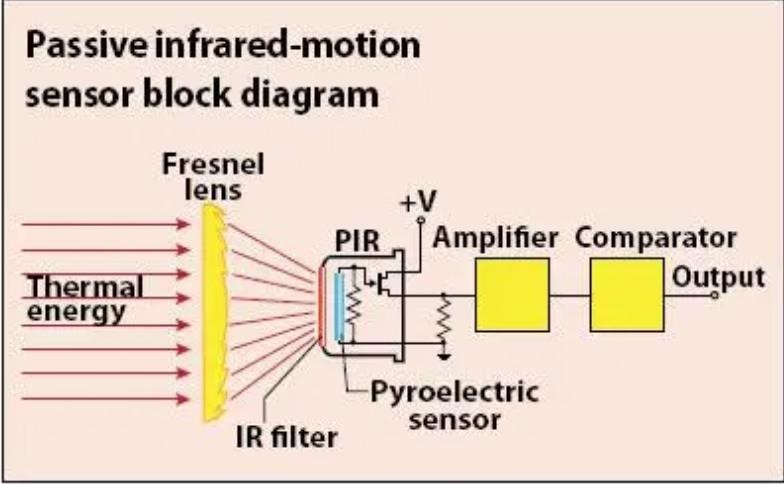 Passive infrared-motion
sensor block diagram
Fresnel
lens
+V
PIR
Amplifier
Comparator
Output
Thermal
energy
Pyroelectric
sensor
IR filter